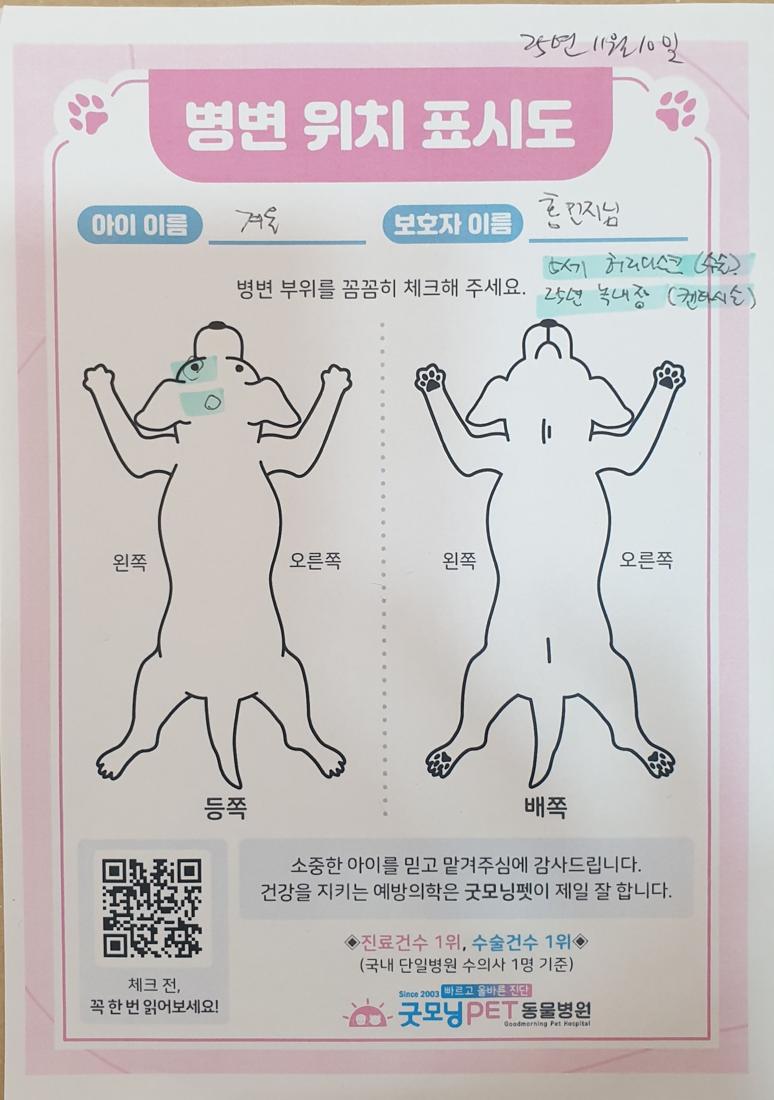 25년 11월 10일
병변 위치 표시도
아이 이름 겨울
보호자 이름 홍민지님
허리디스크 (수술)
25년 녹내장
병변 부위를 꼼꼼히 체크해 주세요.
왼쪽 오른쪽
왼쪽 오른쪽
등쪽
배쪽
소중한 아이를 믿고 맡겨주심에 감사드립니다.
건강을 지키는 예방의학은 굿모닝펫이 제일 잘 합니다.
체크 전,
꼭 한 번 읽어보세요!
◈진료건수 1위, 수술건수 1위◈
(국내 단일병원 수의사 1명 기준)
Since 2003 빠르고 올바른 진단
굿모닝PET 동물병원
Goodmorning Pet Hospital